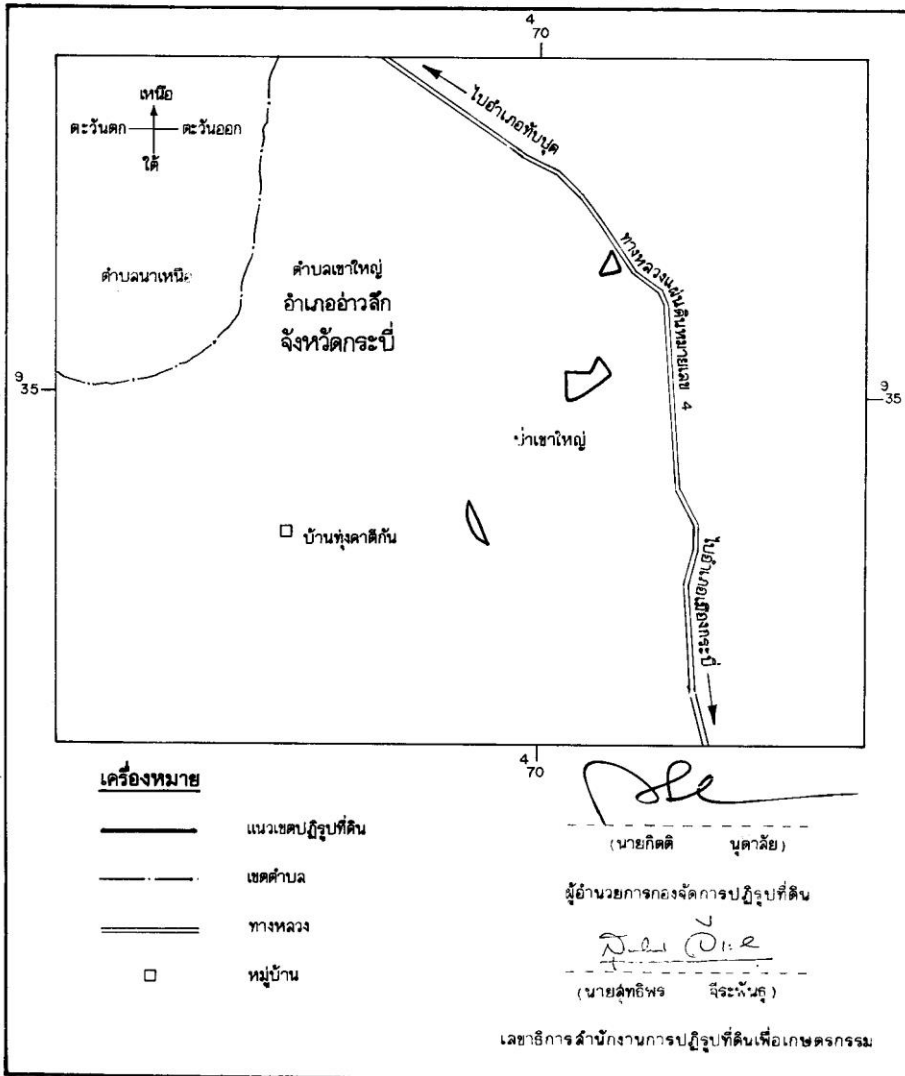 4
70
เหนือ
ตะวันตก ตะวันออก
ใต้
ไปอำเภอทับปุด
ทางหลวงแผ่นดินหมายเลข 4
ตำบลนาเหนือ
ตำบลเขาใหญ่
อำเภออ่าวลึก
จังหวัดกระบี่
9
35
9
35
ป่าเขาใหญ่
บ้านทุ่งคาตีกัน
ไปอำเภอเมืองกระบี่
4
70
เครื่องหมาย
แนวเขตปฏิรูปที่ดิน
เขตตำบล
ทางหลวง
หมู่บ้าน
(นายกิตติ นุตาลัย)
ผู้อำนวยการกองจัดการปฏิรูปที่ดิน
(นายสุทธิพร จีระพันธุ)
เลขาธิการสำนักงานการปฏิรูปที่ดินเพื่อเกษตรกรรม